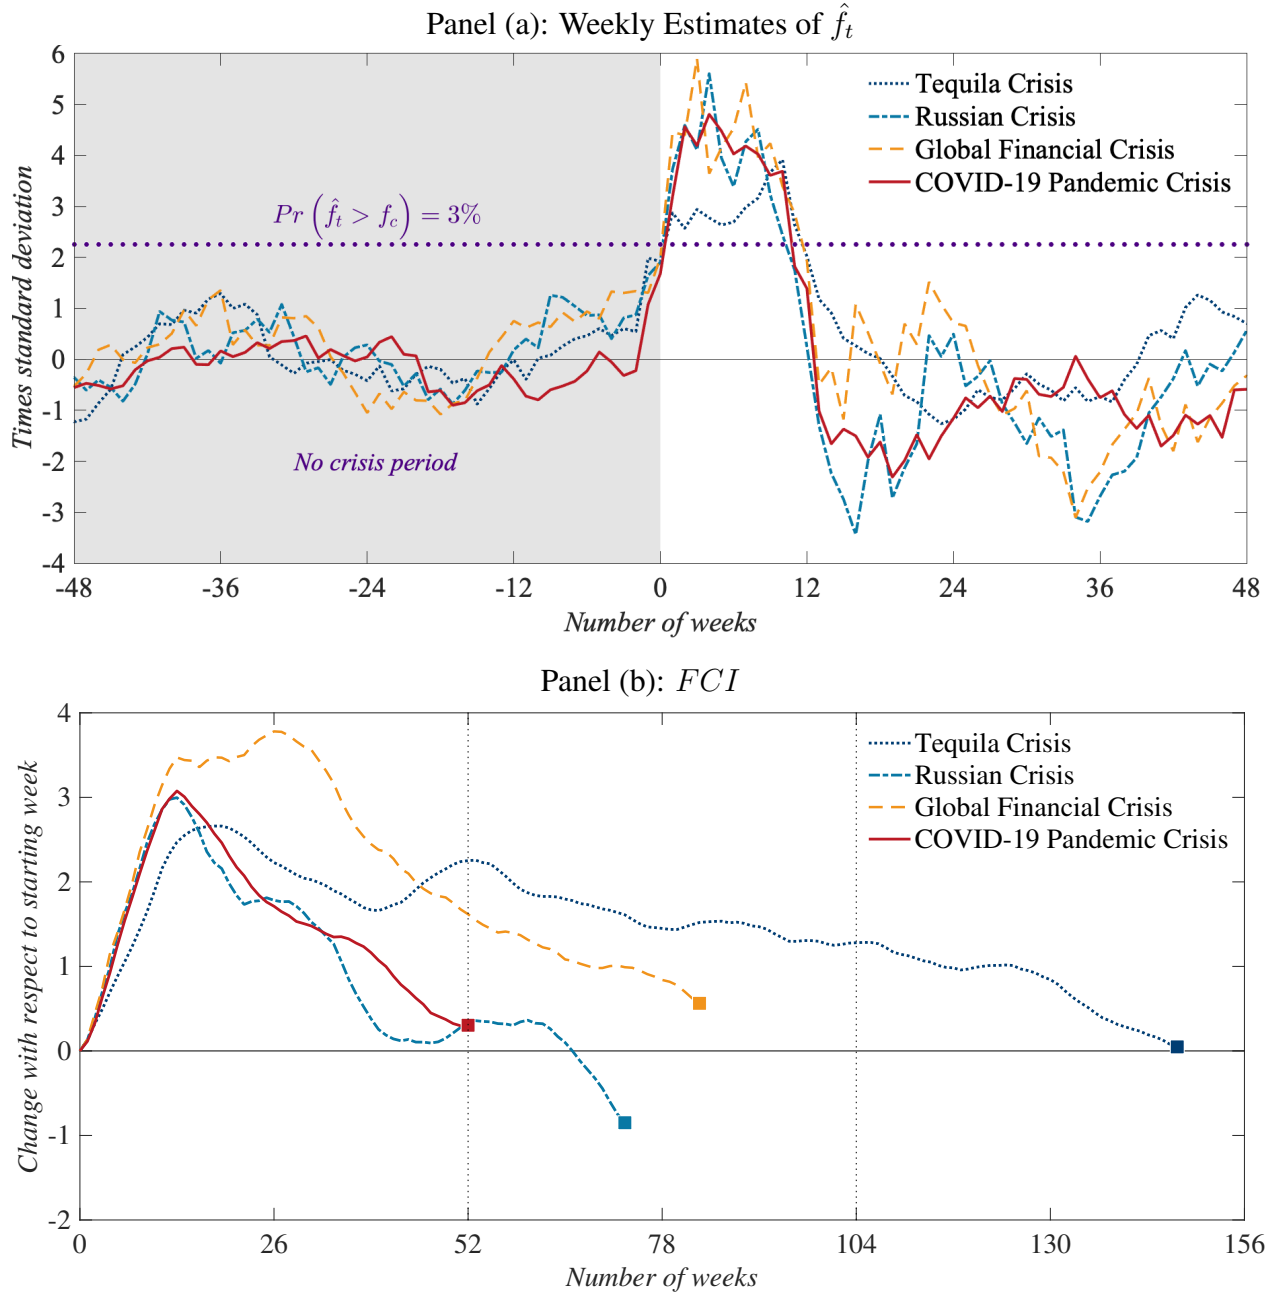 Panel (a): Weekly Estimates of $\hat{f}_t$
Times standard deviation
6
5
4
3
2
1
0
-1
-2
-3
-4
Tequila Crisis
Russian Crisis
Global Financial Crisis
COVID-19 Pandemic Crisis
$Pr\left(\hat{f}_t > f_c\right) = 3\%$
No crisis period
-48 -36 -24 -12 0 12 24 36 48
Number of weeks
Panel (b): $FCI$
Change with respect to starting week
4
3
2
1
0
-1
-2
Tequila Crisis
Russian Crisis
Global Financial Crisis
COVID-19 Pandemic Crisis
0 26 52 78 104 130 156
Number of weeks